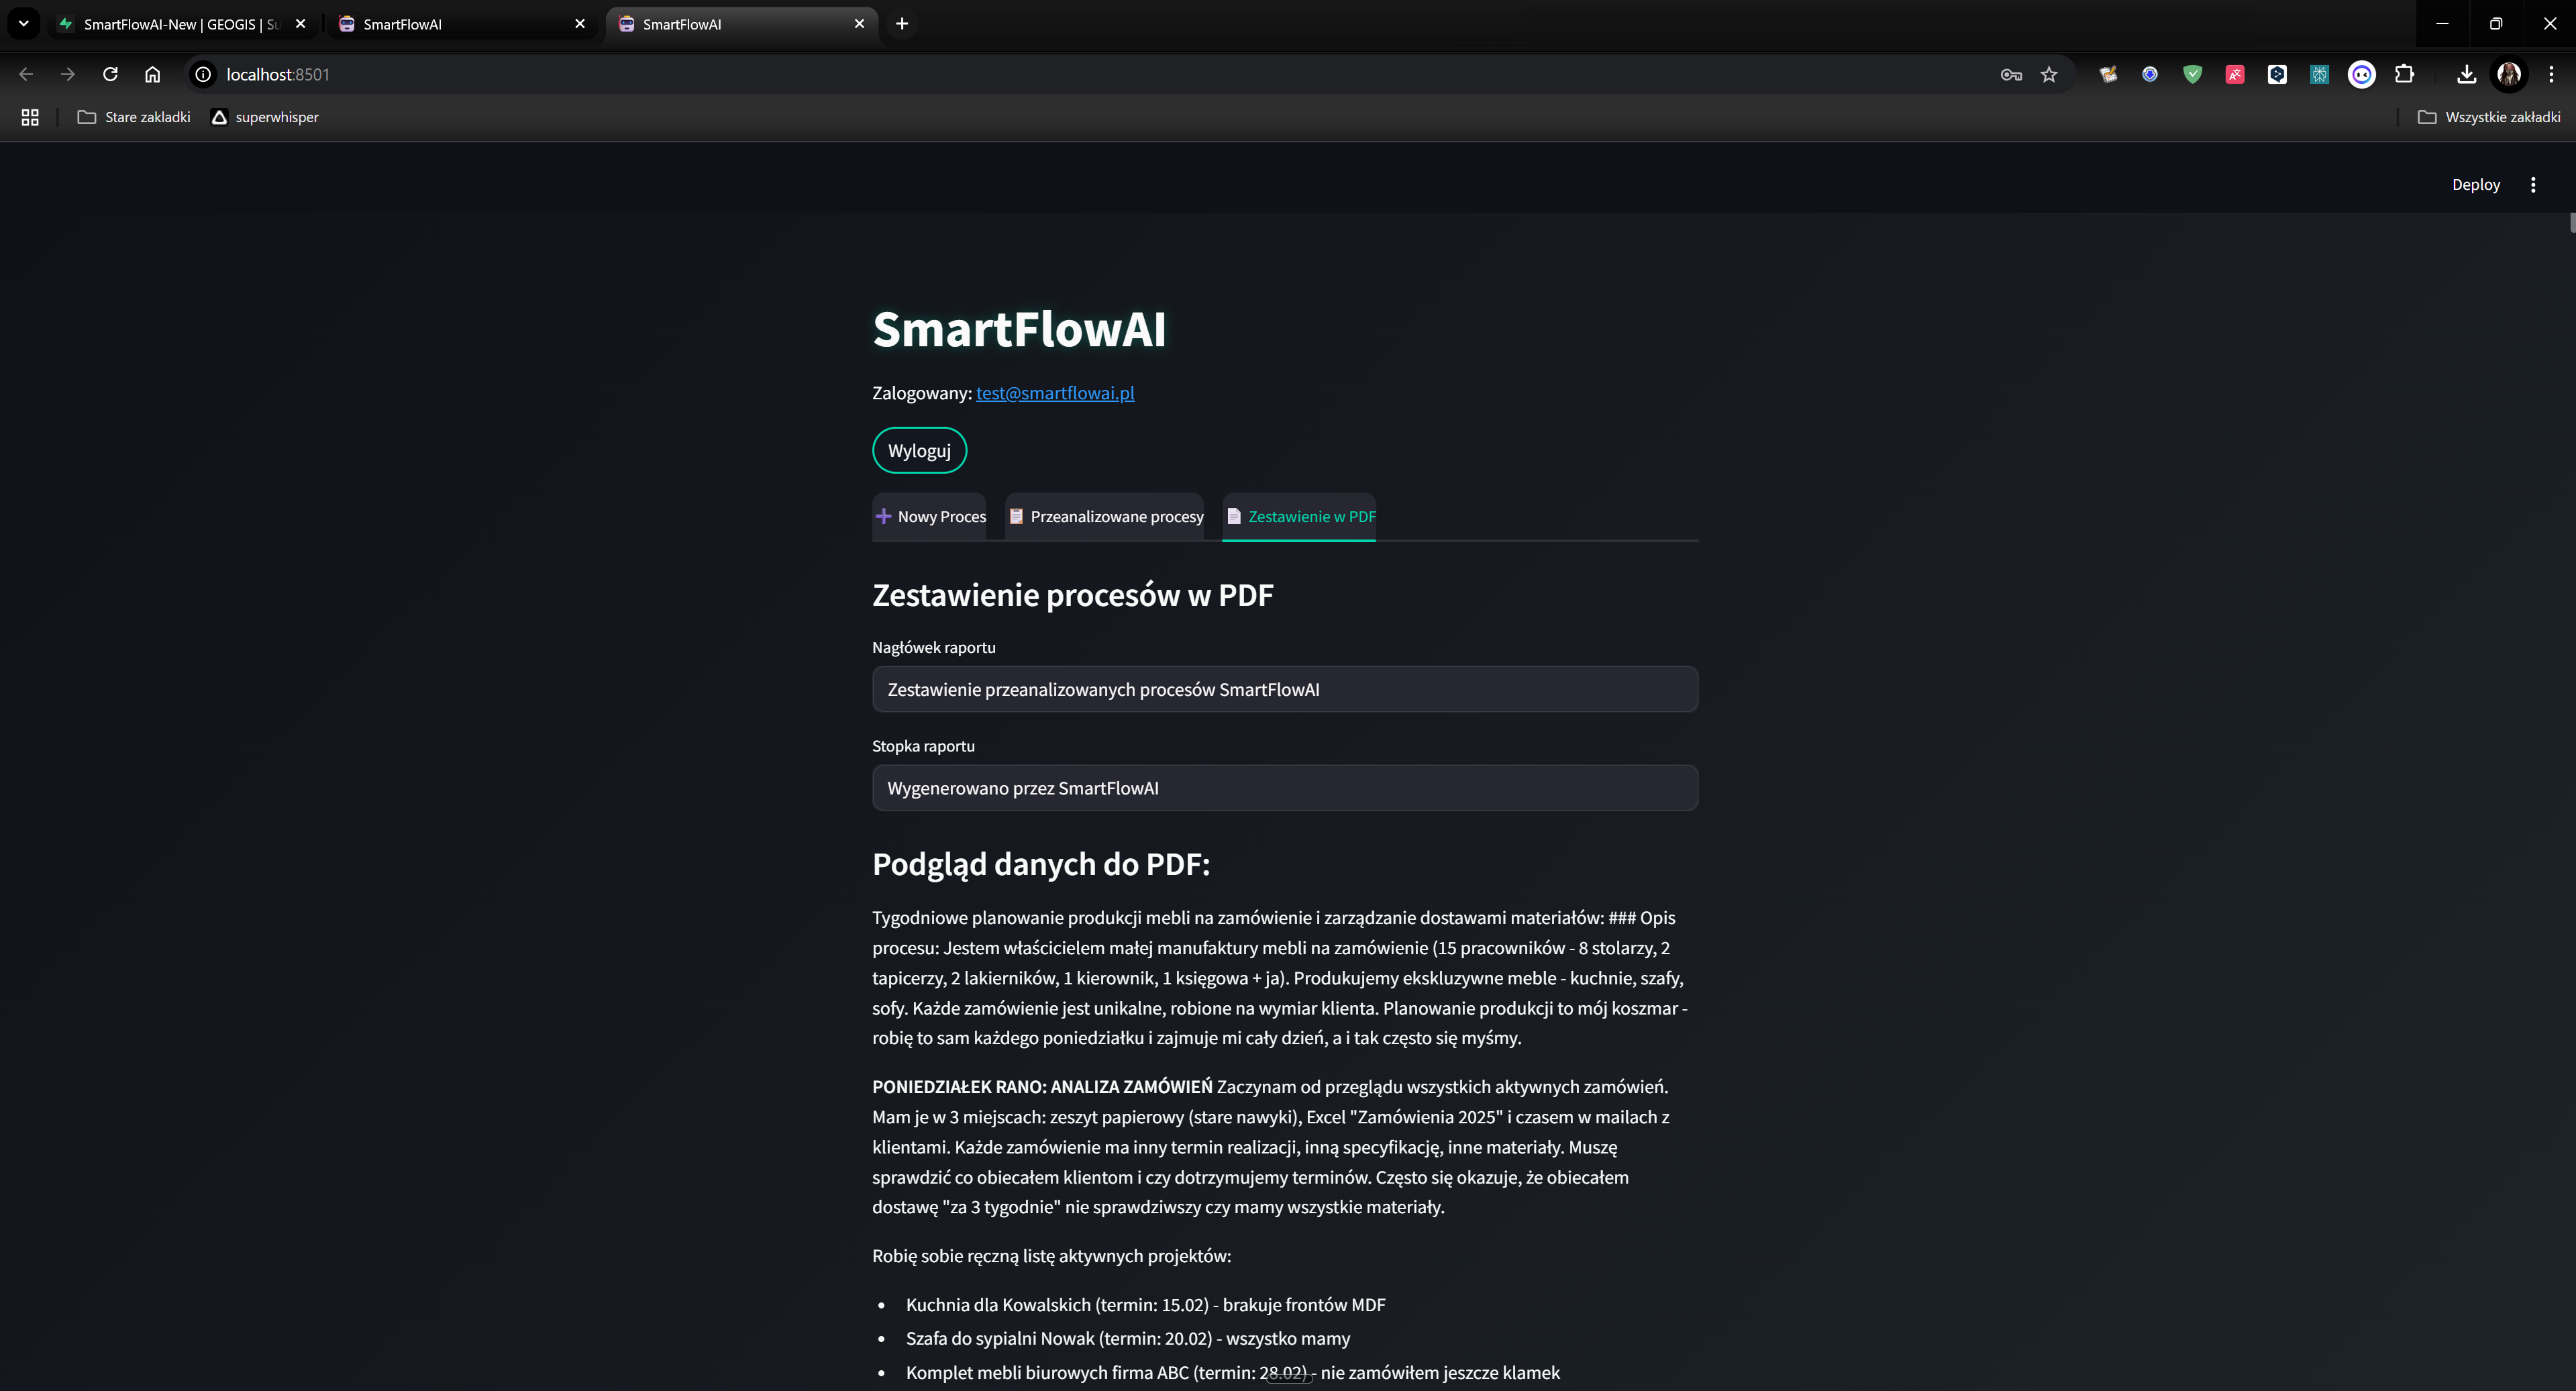 SmartFlowAI-New | GEOGIS | Su
SmartFlowAI
SmartFlowAI
localhost:8501
Stare zakladki
superwhisper
Wszystkie zakładki
Deploy
SmartFlowAI
Zalogowany: test@smartflowai.pl
Wyloguj
Nowy Proces
Przeanalizowane procesy
Zestawienie w PDF
Zestawienie procesów w PDF
Nagłówek raportu
Zestawienie przeanalizowanych procesów SmartFlowAI
Stopka raportu
Wygenerowano przez SmartFlowAI
Podgląd danych do PDF:
Tygodniowe planowanie produkcji mebli na zamówienie i zarządzanie dostawami materiałów: ### Opis
procesu: Jestem właścicielem małej manufaktury mebli na zamówienie (15 pracowników - 8 stolarzy, 2
tapicerzy, 2 lakierników, 1 kierownik, 1 księgowa + ja). Produkujemy ekskluzywne meble - kuchnie, szafy,
sofy. Każde zamówienie jest unikalne, robione na wymiar klienta. Planowanie produkcji to mój koszmar -
robię to sam każdego poniedziałku i zajmuje mi cały dzień, a i tak często się myśmy.
PONIEDZIAŁEK RANO: ANALIZA ZAMÓWIEŃ Zaczynam od przeglądu wszystkich aktywnych zamówień.
Mam je w 3 miejscach: zeszyt papierowy (stare nawyki), Excel "Zamówienia 2025" i czasem w mailach z
klientami. Każde zamówienie ma inny termin realizacji, inną specyfikację, inne materiały. Muszę
sprawdzić co obiecałem klientom i czy dotrzymujemy terminów. Często się okazuje, że obiecałem
dostawę "za 3 tygodnie" nie sprawdziwszy czy mamy wszystkie materiały.
Robię sobie ręczną listę aktywnych projektów:
• Kuchnia dla Kowalskich (termin: 15.02) - brakuje frontów MDF
• Szafa do sypialni Nowak (termin: 20.02) - wszystko mamy
• Komplet mebli biurowych firma ABC (termin: 28.02) - nie zamówiłem jeszcze klamek